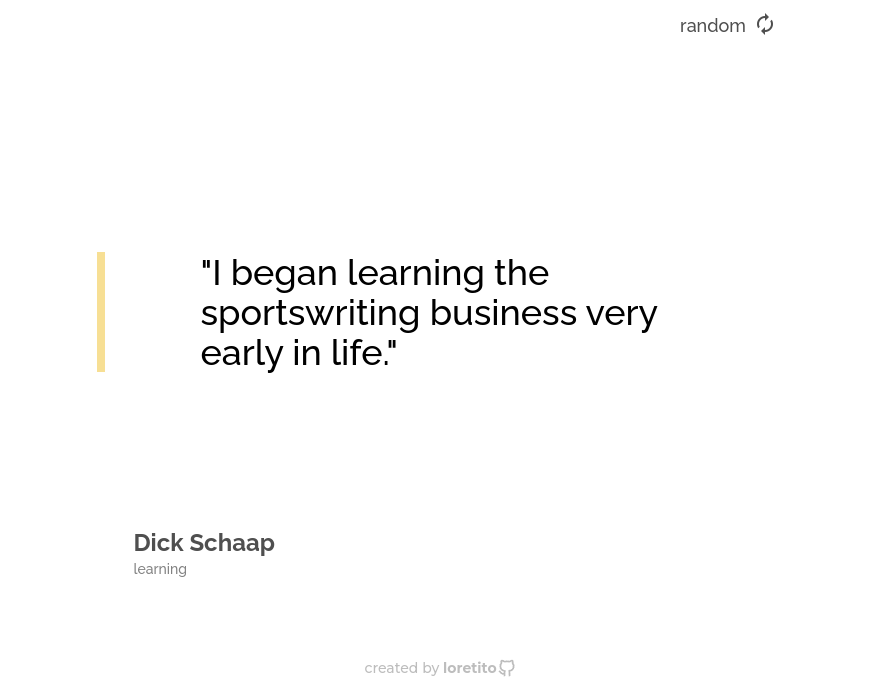 random
"I began learning the
sportswriting business very
early in life."
Dick Schaap
learning
created by loretito